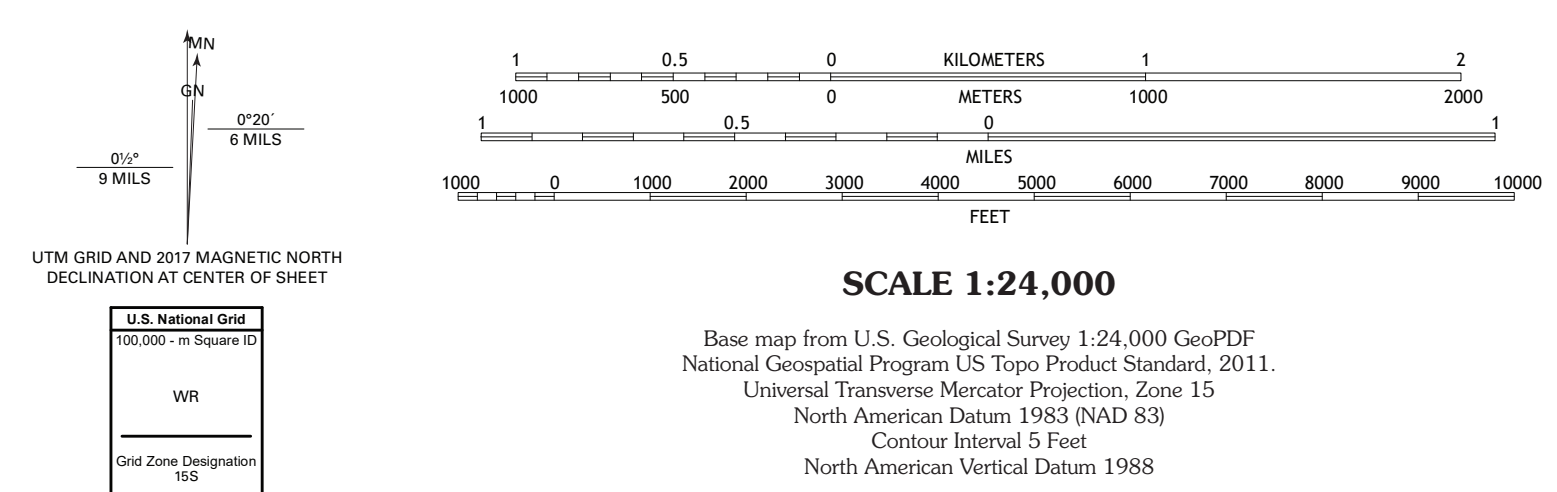 MN
GN
0°20´
6 MILS
0½°
9 MILS
UTM GRID AND 2017 MAGNETIC NORTH
DECLINATION AT CENTER OF SHEET
U.S. National Grid
100,000 - m Square ID
WR
Grid Zone Designation
15S
1 0.5 0 KILOMETERS 1 2
1000 500 0 METERS 1000 2000
1 0.5 0 1
MILES
1000 0 1000 2000 3000 4000 5000 6000 7000 8000 9000 10000
FEET
SCALE 1:24,000
Base map from U.S. Geological Survey 1:24,000 GeoPDF
National Geospatial Program US Topo Product Standard, 2011.
Universal Transverse Mercator Projection, Zone 15
North American Datum 1983 (NAD 83)
Contour Interval 5 Feet
North American Vertical Datum 1988